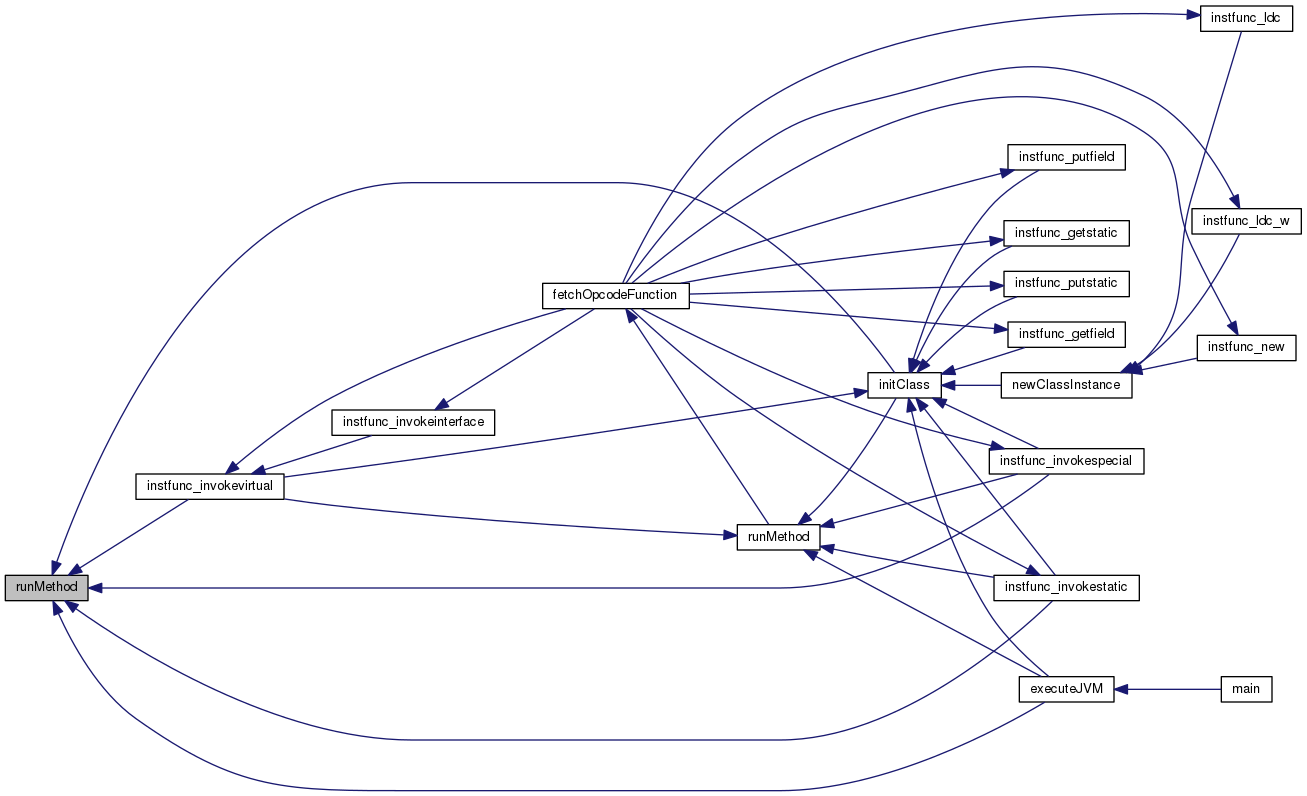 instfunc_ldc
instfunc_putfield
instfunc_ldc_w
instfunc_getstatic
instfunc_putstatic
fetchOpcodeFunction
instfunc_getfield
instfunc_new
initClass
newClassInstance
instfunc_invokeinterface
instfunc_invokespecial
instfunc_invokevirtual
runMethod
runMethod
instfunc_invokestatic
executeJVM
main